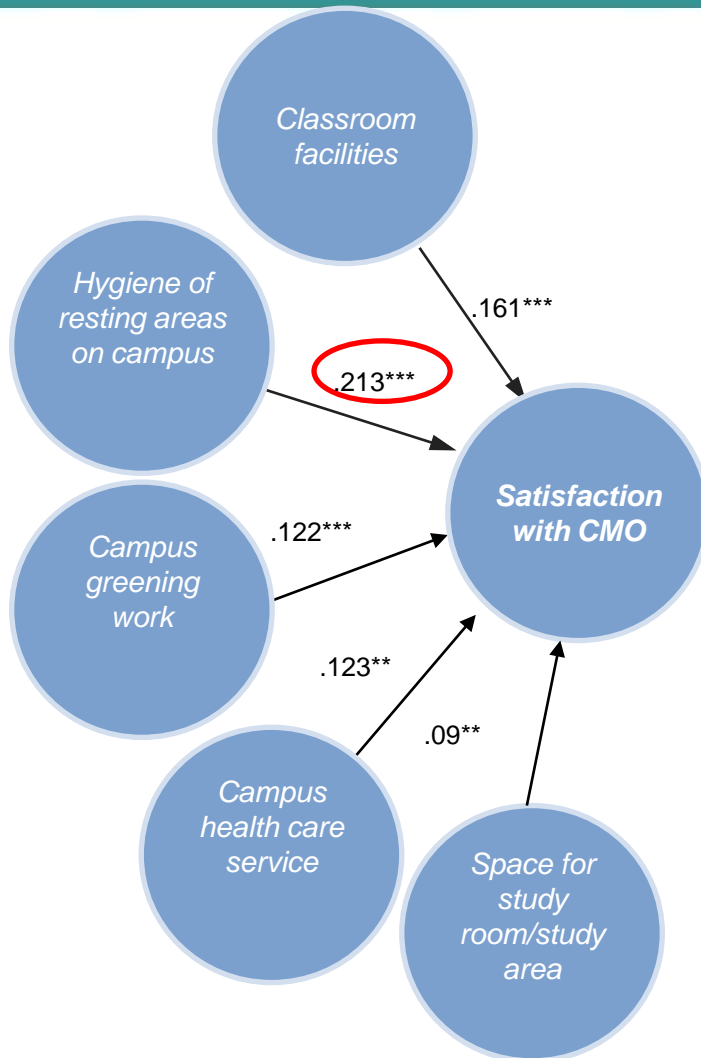 Classroom
facilities
.161***
Hygiene of
resting areas
on campus
.213***
Satisfaction
with CMO
Campus
greening
work
.122***
.123**
.09**
Campus
health care
service
Space for
study
room/study
area